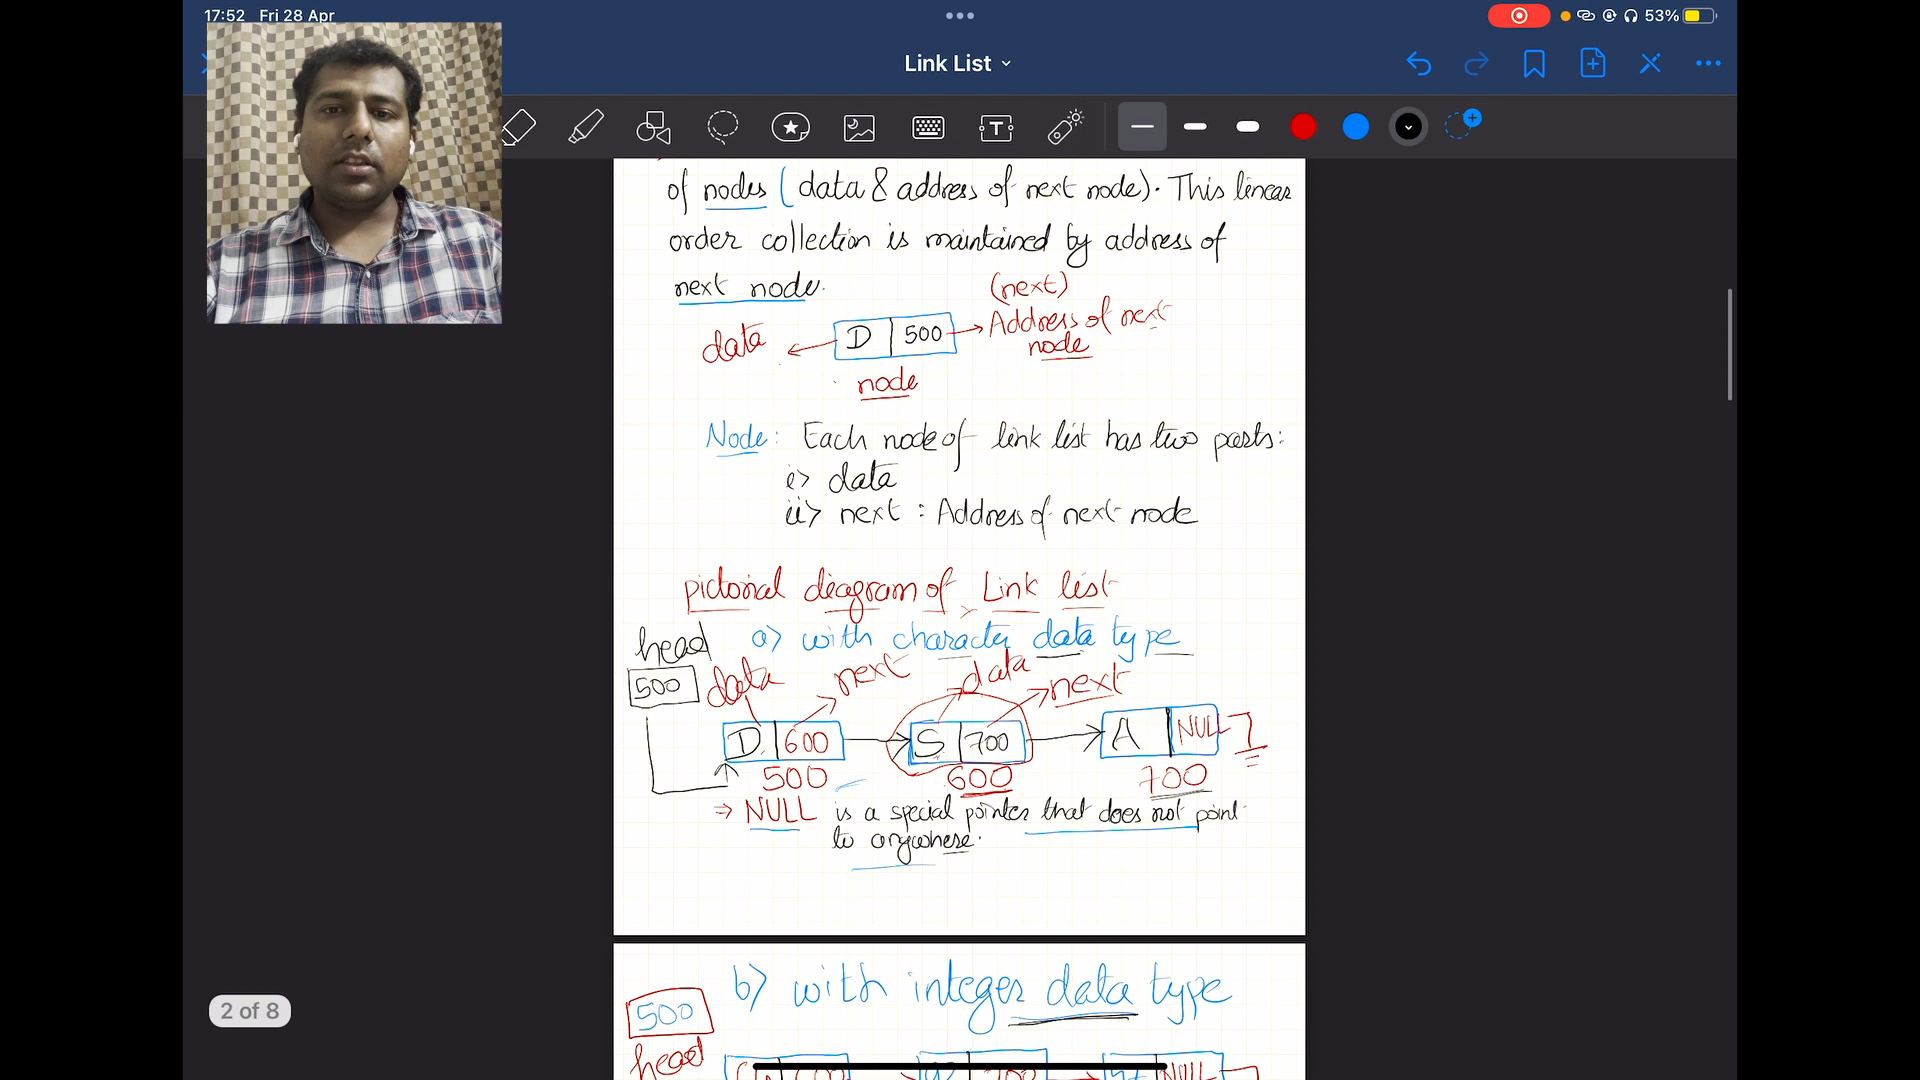 17:52 Fri 28 Apr
53%
Link List
T
of nodes ( data & address of next node). This linear
order collection is maintained by address of
next node.
(next)
data
D 500
Address of next
node
node
Node: Each node of link list has two parts:
i> data
ii> next : Address of next node
pictorial diagram of Link list
head
a) with character data type
500
data
next
data
next
D 600
S 700
A NULL
500
600
700
⇒ NULL is a special pointer that does not point
to anywhere.
2 of 8
b) with integer data type
500
head
NULL